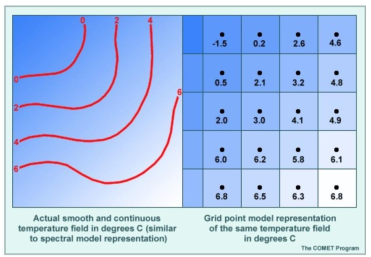 0 2 4
-1.5 0.2 2.6 4.6
0
0.5 2.1 3.2 4.8
6
2
2.0 3.0 4.1 4.9
4
6.0 6.2 5.8 6.1
6
6.8 6.5 6.3 6.8
Actual smooth and continuous
temperature field in degrees C (similar
to spectral model representation)
Grid point model representation
of the same temperature field
in degrees C
The COMET Program